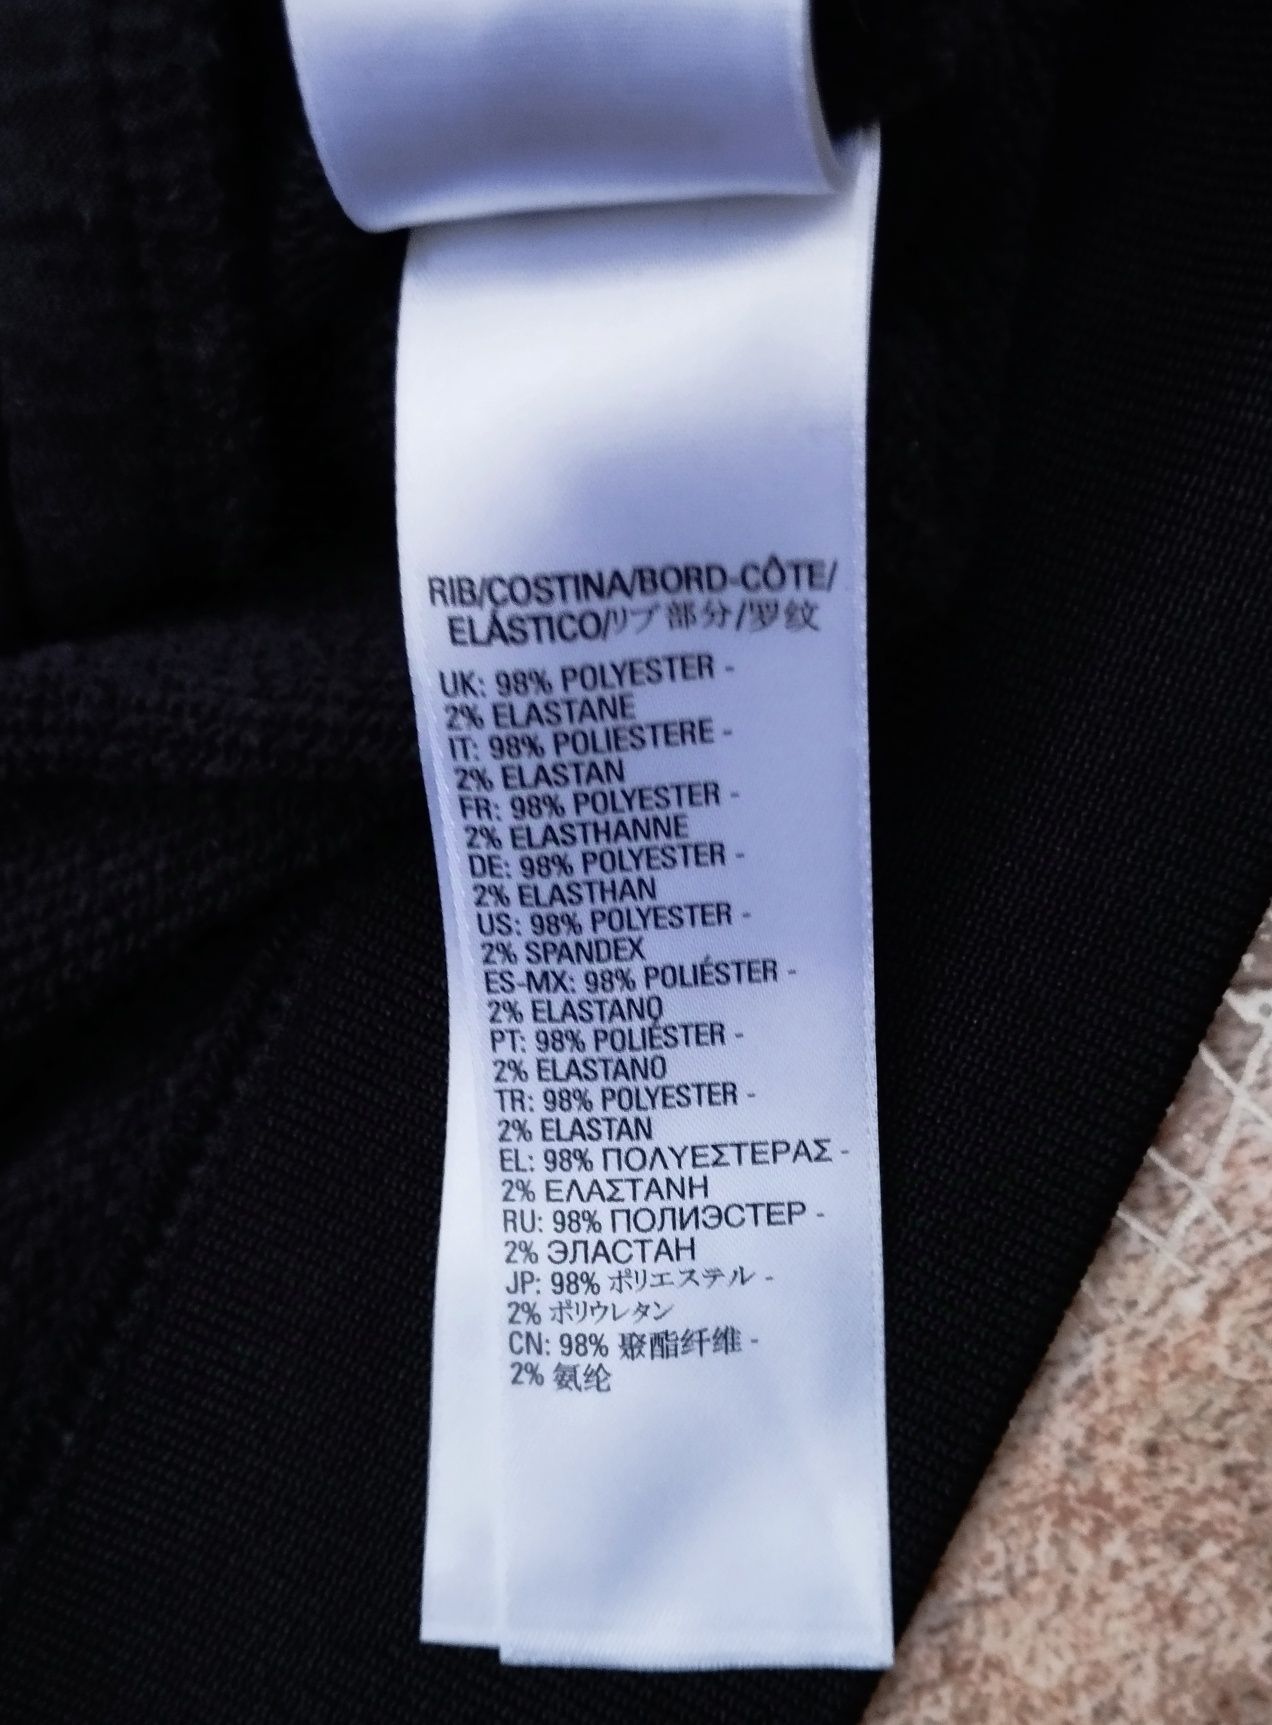 RIB/COSTINA/BORD-CÔTE/
ELÁSTICO/リブ部分/罗纹
UK: 98% POLYESTER -
2% ELASTANE
IT: 98% POLIESTERE -
2% ELASTAN
FR: 98% POLYESTER -
2% ELASTHANNE
DE: 98% POLYESTER -
2% ELASTHAN
US: 98% POLYESTER -
2% SPANDEX
ES-MX: 98% POLIÉSTER -
2% ELASTANO
PT: 98% POLIÉSTER -
2% ELASTANO
TR: 98% POLYESTER -
2% ELASTAN
EL: 98% ΠΟΛΥΕΣΤΕΡΑΣ -
2% ΕΛΑΣΤΑΝΗ
RU: 98% ПОЛИЭСТЕР -
2% ЭЛАСТАН
JP: 98% ポリエステル -
2% ポリウレタン
CN: 98% 聚酯纤维 -
2% 氨纶